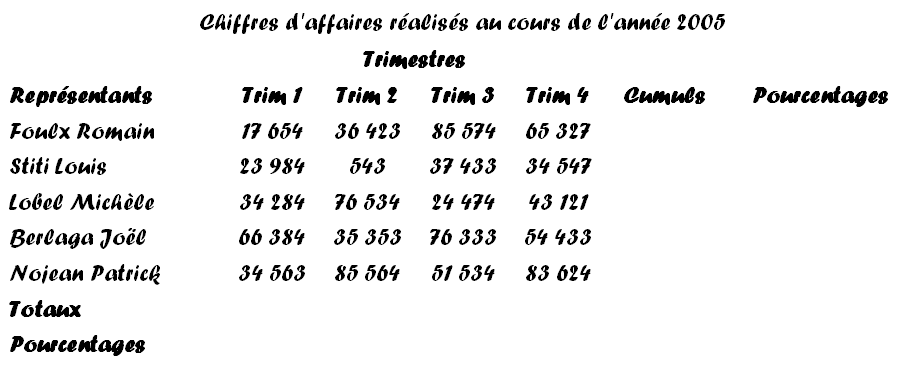 Chiffres d'affaires réalisés au cours de l'année 2005
Trimestres
Représentants Trim 1 Trim 2 Trim 3 Trim 4 Cumuls Pourcentages
Foulx Romain 17 654 36 423 85 574 65 327
Stiti Louis 23 984 543 37 433 34 547
Lobel Michèle 34 284 76 534 24 474 43 121
Berlaga Joël 66 384 35 353 76 333 54 433
Nojean Patrick 34 563 85 564 51 534 83 624
Totaux
Pourcentages